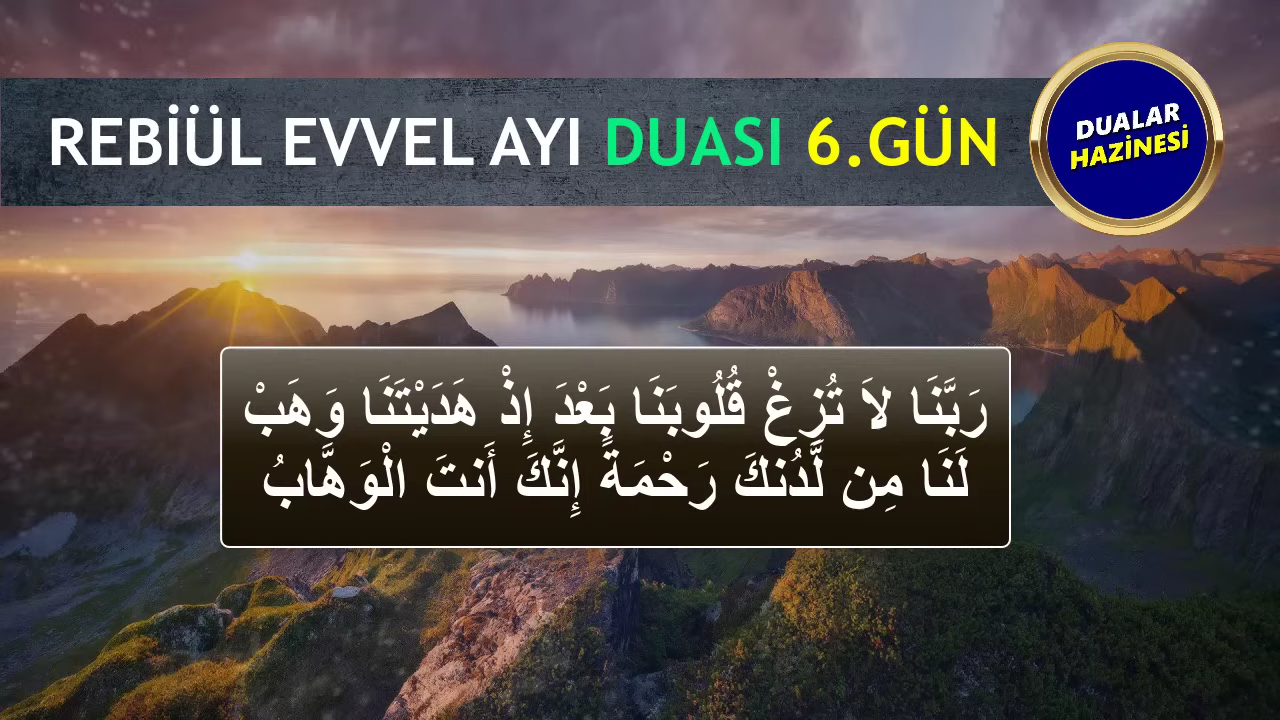 REBİÜL EVVEL AYI DUASI 6.GÜN
DUALAR
HAZİNESİ
رَبَّنَا لاَ تُزِغْ قُلُوبَنَا بَعْدَ إِذْ هَدَيْتَنَا وَهَبْ
لَنَا مِن لَّدُنكَ رَحْمَةً إِنَّكَ أَنتَ الْوَهَّابُ